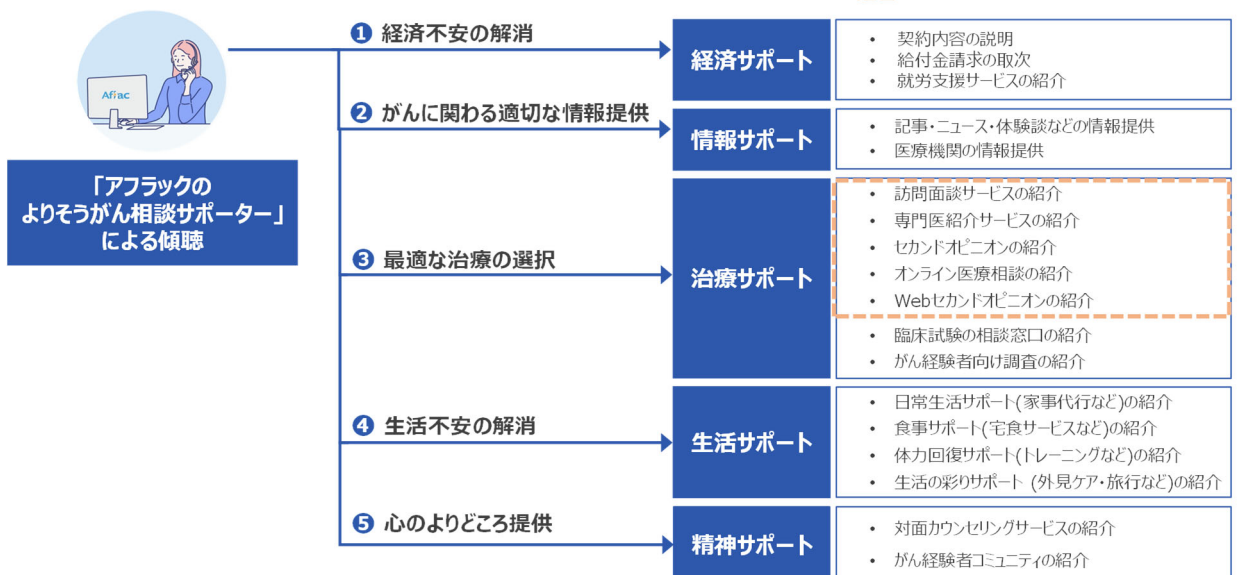 Aflac
「アフラックの
よりそうがん相談サポーター」
による傾聴
❶ 経済不安の解消
経済サポート
• 契約内容の説明
• 給付金請求の取次
• 就労支援サービスの紹介
❷ がんに関わる適切な情報提供
情報サポート
• 記事・ニュース・体験談などの情報提供
• 医療機関の情報提供
❸ 最適な治療の選択
治療サポート
• 訪問面談サービスの紹介
• 専門医紹介サービスの紹介
• セカンドオピニオンの紹介
• オンライン医療相談の紹介
• Webセカンドオピニオンの紹介
• 臨床試験の相談窓口の紹介
• がん経験者向け調査の紹介
❹ 生活不安の解消
生活サポート
• 日常生活サポート(家事代行など)の紹介
• 食事サポート(宅食サービスなど)の紹介
• 体力回復サポート(トレーニングなど)の紹介
• 生活の彩りサポート (外見ケア・旅行など)の紹介
❺ 心のよりどころ提供
精神サポート
• 対面カウンセリングサービスの紹介
• がん経験者コミュニティの紹介